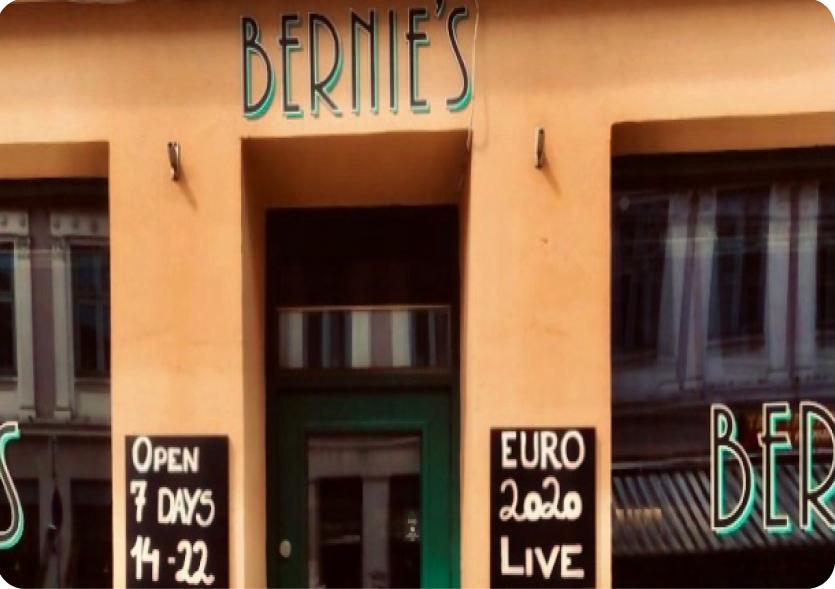 BERNIE'S
OPEN
7 DAYS
14-22
EURO
2020
LIVE
S
BER